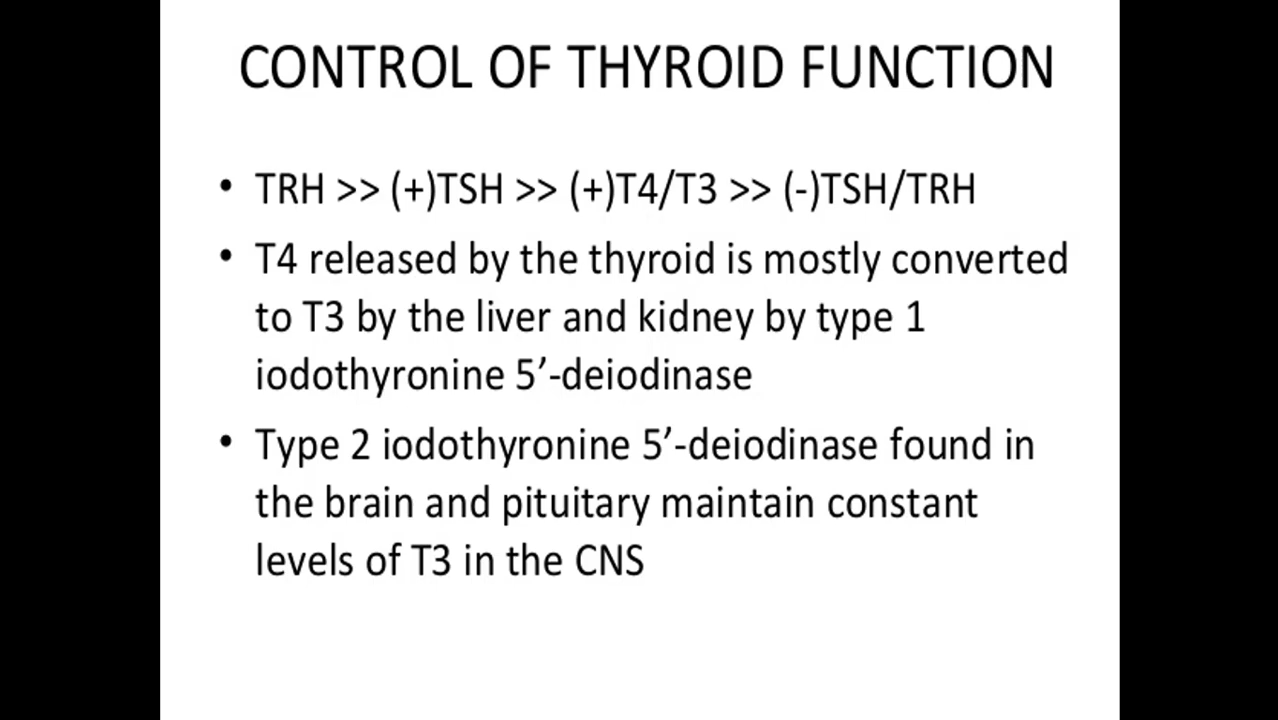 CONTROL OF THYROID FUNCTION
• TRH >> (+)TSH >> (+)T4/T3 >> (-)TSH/TRH
• T4 released by the thyroid is mostly converted
to T3 by the liver and kidney by type 1
iodothyronine 5’-deiodinase
• Type 2 iodothyronine 5’-deiodinase found in
the brain and pituitary maintain constant
levels of T3 in the CNS